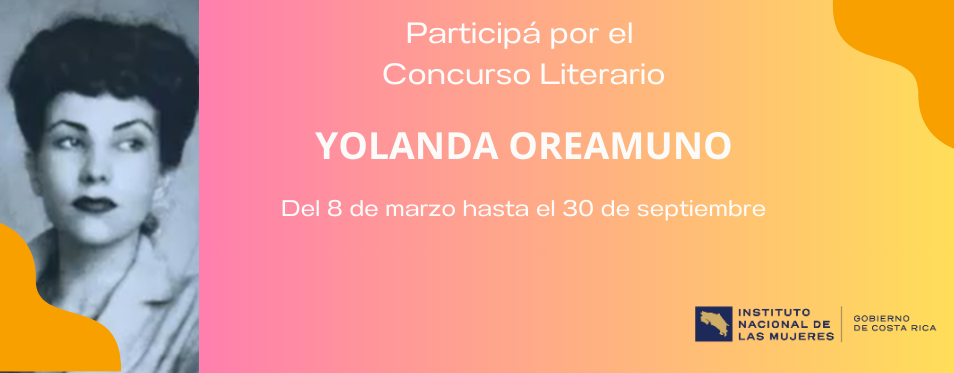 Participá por el
Concurso Literario
YOLANDA OREAMUNO
Del 8 de marzo hasta el 30 de septiembre
INSTITUTO
NACIONAL DE
LAS MUJERES
GOBIERNO
DE COSTA RICA